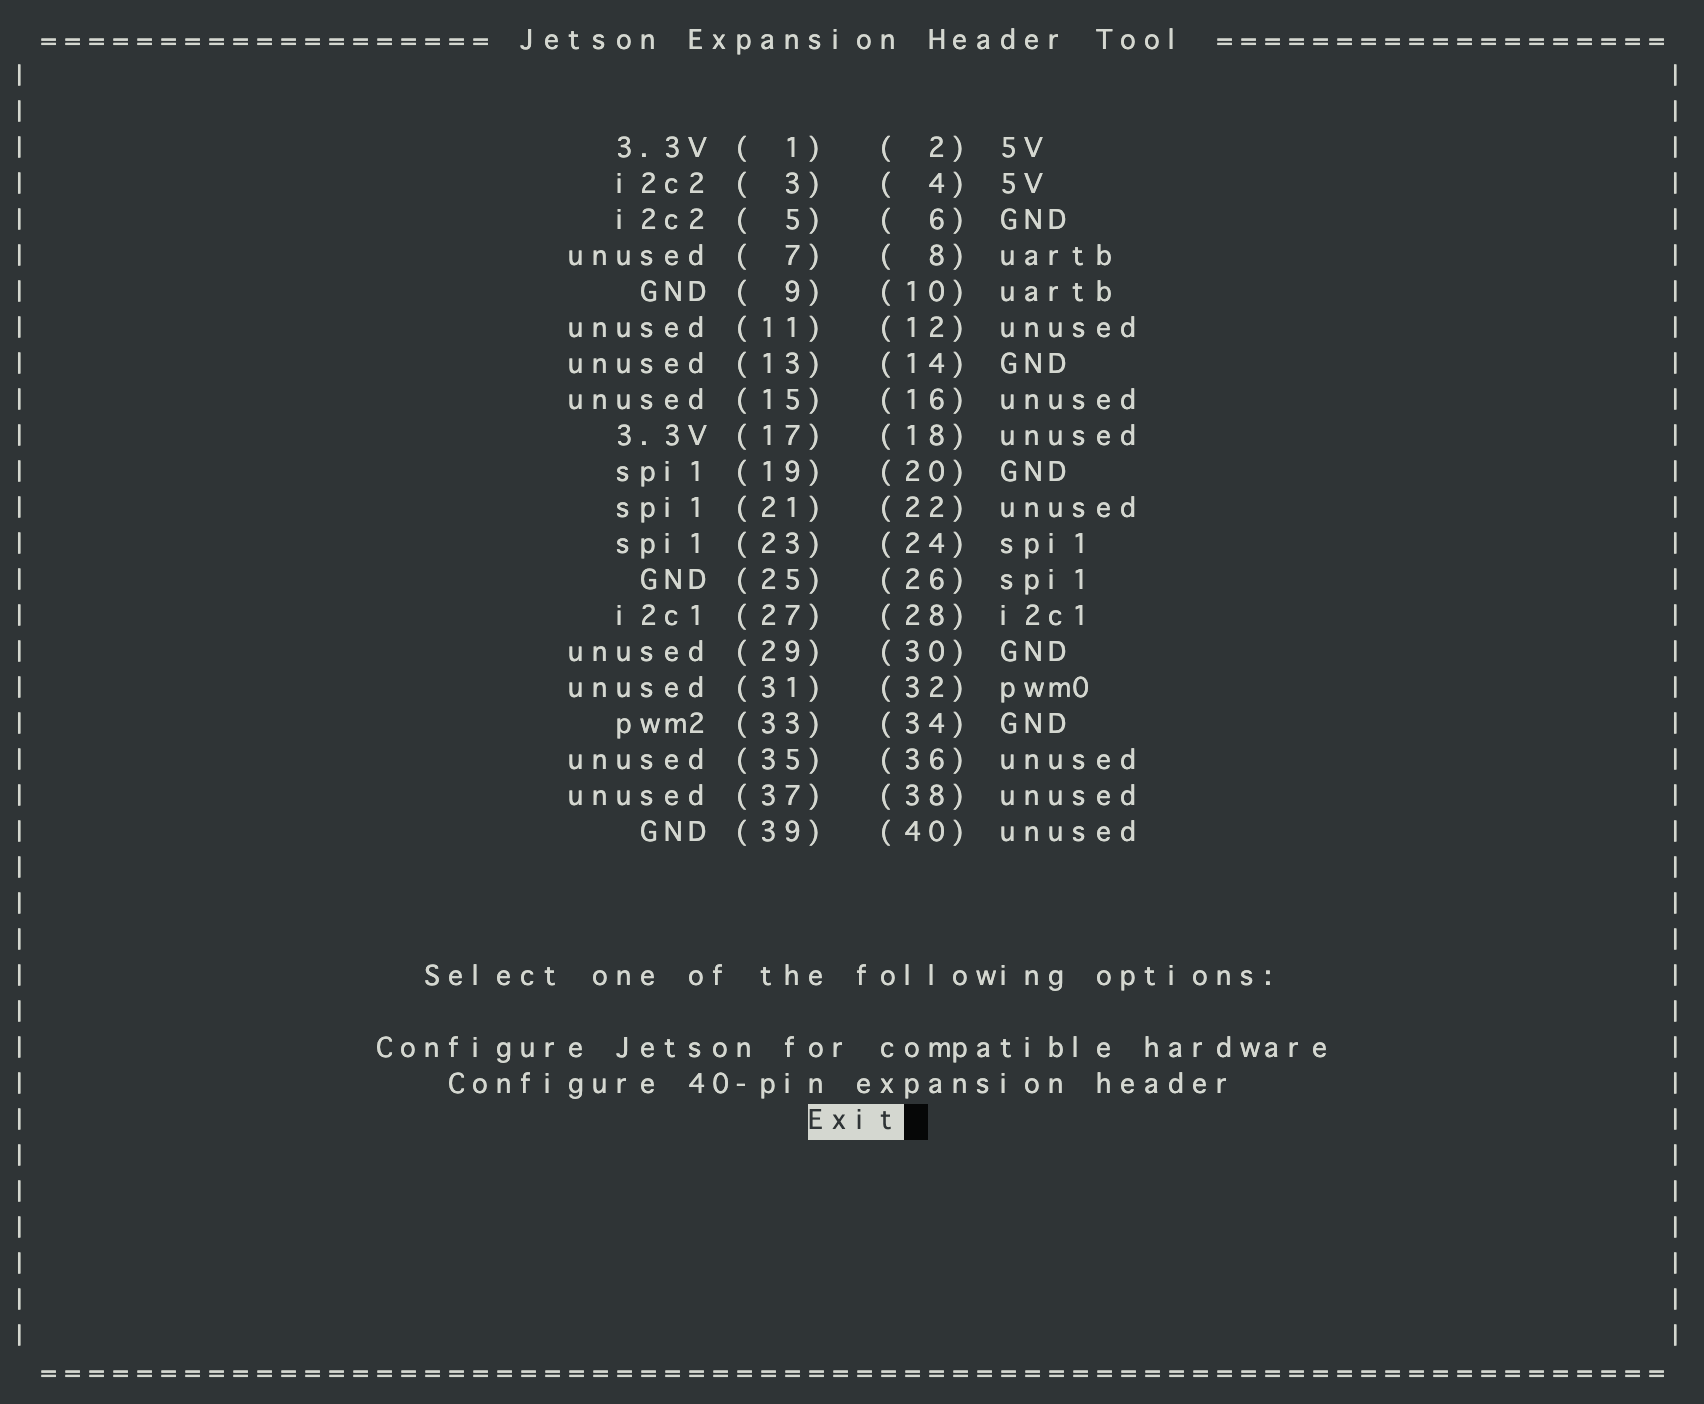 =================== Jetson Expansion Header Tool ===================
3.3V ( 1) ( 2) 5V
i2c2 ( 3) ( 4) 5V
i2c2 ( 5) ( 6) GND
unused ( 7) ( 8) uartb
GND ( 9) (10) uartb
unused (11) (12) unused
unused (13) (14) GND
unused (15) (16) unused
3.3V (17) (18) unused
spi1 (19) (20) GND
spi1 (21) (22) unused
spi1 (23) (24) spi1
GND (25) (26) spi1
i2c1 (27) (28) i2c1
unused (29) (30) GND
unused (31) (32) pwm0
pwm2 (33) (34) GND
unused (35) (36) unused
unused (37) (38) unused
GND (39) (40) unused
Select one of the following options:
Configure Jetson for compatible hardware
Configure 40-pin expansion header
Exit
====================================================================